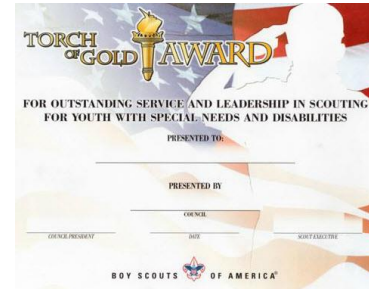 TORCH OF GOLD AWARD
FOR OUTSTANDING SERVICE AND LEADERSHIP IN SCOUTING
FOR YOUTH WITH SPECIAL NEEDS AND DISABILITIES
PRESENTED TO:
PRESENTED BY
COUNCIL
COUNCIL PRESIDENT DATE SCOUT EXECUTIVE
BOY SCOUTS OF AMERICA®